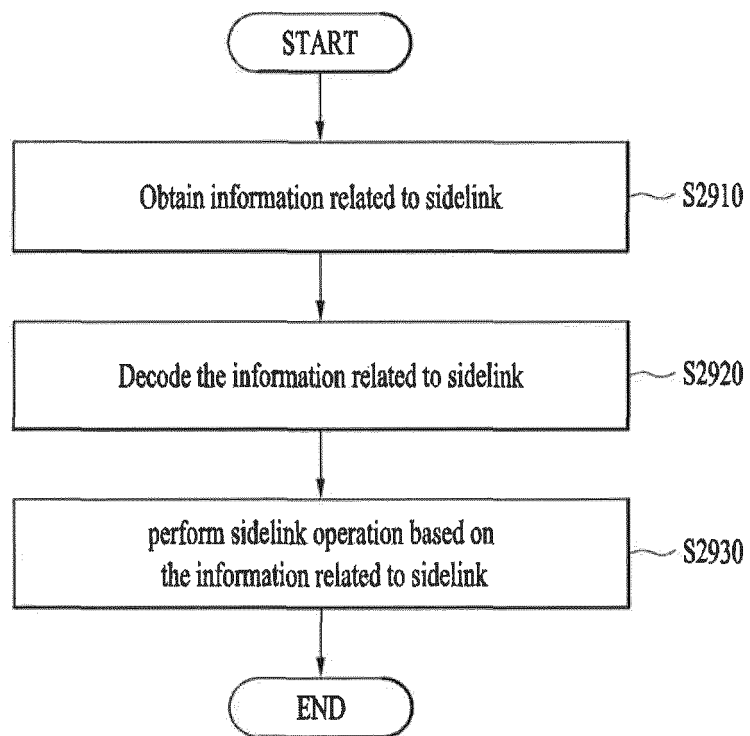 START
Obtain information related to sidelink
S2910
Decode the information related to sidelink
S2920
perform sidelink operation based on
the information related to sidelink
S2930
END